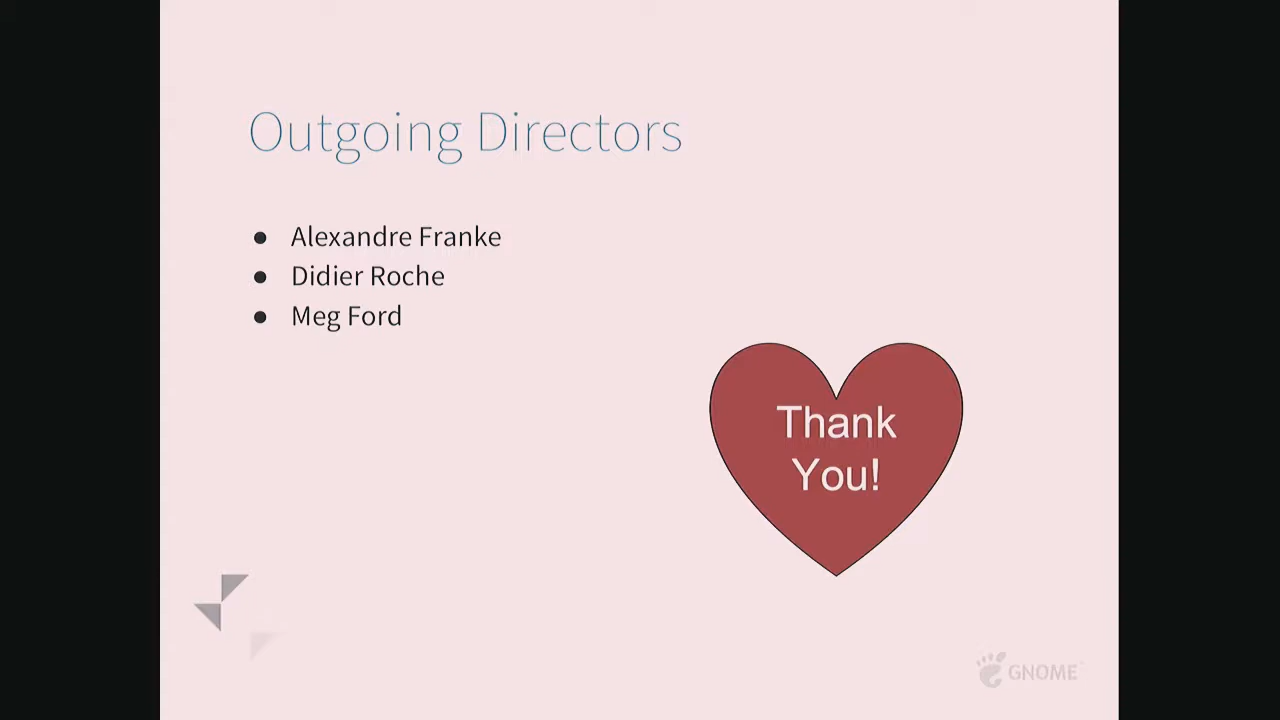 Outgoing Directors
● Alexandre Franke
● Didier Roche
● Meg Ford
Thank
You!
GNOME